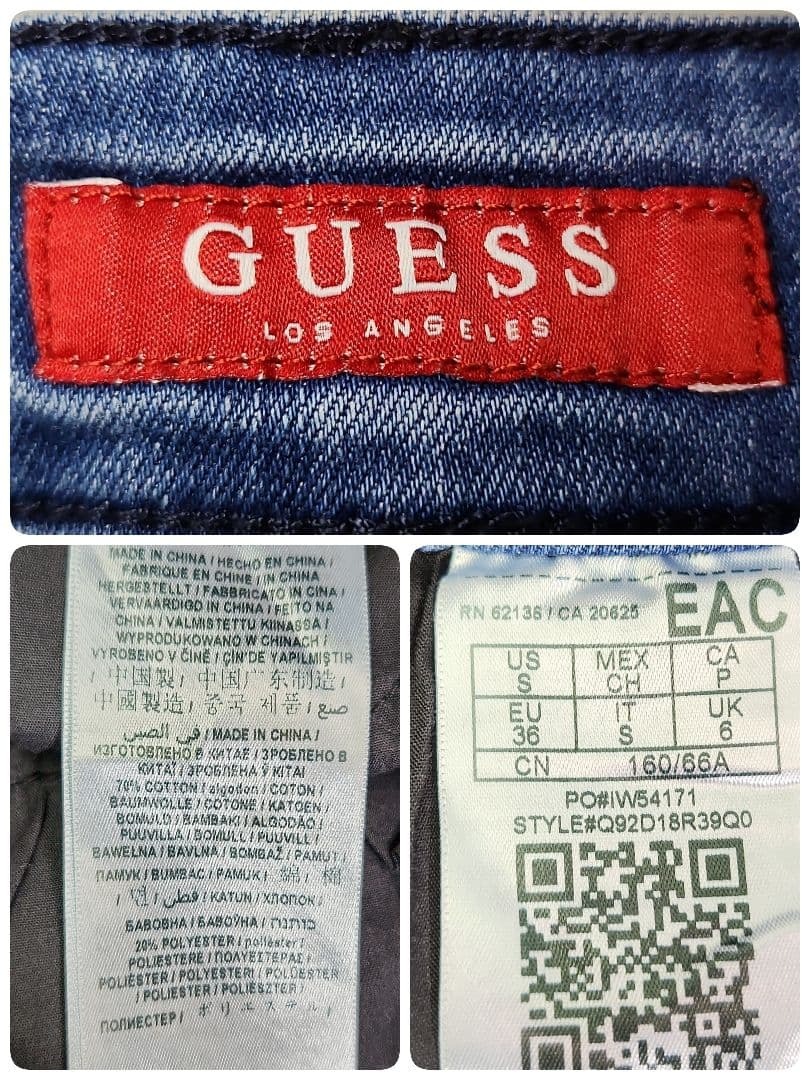 GUESS
LOS ANGELES
MADE IN CHINA / HECHO EN CHINA /
FABRIQUE EN CHINE / IN CHINA
HERGESTELLT / FABBRICATO IN CINA /
VERVAARDIGD IN CHINA / FEITO NA
CHINA / VALMISTETTU KIINASSA /
WYPRODUKOWANO W CHINACH /
VYROBENO V ČÍNĚ / ÇİN'DE YAPILMIŞTIR
/ 中国製 / 中国广东制造 /
中國製造 / 중국 제품 / صنع
في الصين / MADE IN CHINA /
ИЗГОТОВЛЕНО В КИТАЕ / ЗРОБЛЕНО В
КИТАЇ / ЗРОБЛЕНА Ў КІТАІ
70% COTTON / algodon / COTON /
BAUMWOLLE / COTONE / KATOEN /
BOMULD / BAMBAKI / ALGODÃO /
PUUVILLA / BOMULL / PUUVILL /
BAWEŁNA / BAVLNA / BOMBAŽ / PAMUT /
ПАМУК / BUMBAC / PAMUK / 綿 / 棉
/ 면 / قطن / KATUN / ХЛОПОК /
БАВОВНА / БАВОЎНА / כותנה /
20% POLYESTER / poliéster /
POLIESTERE / ΠΟΛΥΕΣΤΕΡΑΣ /
POLIÉSTER / POLYESTERI / POLÜESTER
/ POLIESTER / POLIESZTER /
ПОЛИЕСТЕР / ポリエステル /
RN 62136 / CA 20625
EAC
US MEX CA
S CH P
EU IT UK
36 S 6
CN 160/66A
PO#IW54171
STYLE#Q92D18R39Q0